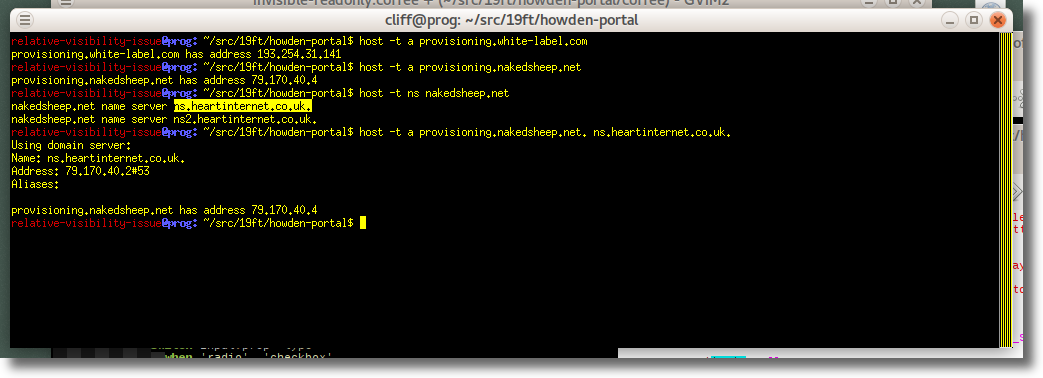 invisible-readonly.coffee + (~/src/19ft/howden-portal/coffee) - GVIM2
cliff@prog: ~/src/19ft/howden-portal
relative-visibility-issue@prog: ~/src/19ft/howden-portal$ host -t a provisioning.white-label.com
provisioning.white-label.com has address 193.254.31.141
relative-visibility-issue@prog: ~/src/19ft/howden-portal$ host -t a provisioning.nakedsheep.net
provisioning.nakedsheep.net has address 79.170.40.4
relative-visibility-issue@prog: ~/src/19ft/howden-portal$ host -t ns nakedsheep.net
nakedsheep.net name server ns.heartinternet.co.uk.
nakedsheep.net name server ns2.heartinternet.co.uk.
relative-visibility-issue@prog: ~/src/19ft/howden-portal$ host -t a provisioning.nakedsheep.net. ns.heartinternet.co.uk.
Using domain server:
Name: ns.heartinternet.co.uk.
Address: 79.170.40.2#53
Aliases:
provisioning.nakedsheep.net has address 79.170.40.4
relative-visibility-issue@prog: ~/src/19ft/howden-portal$
when 'radio', 'checkbox'